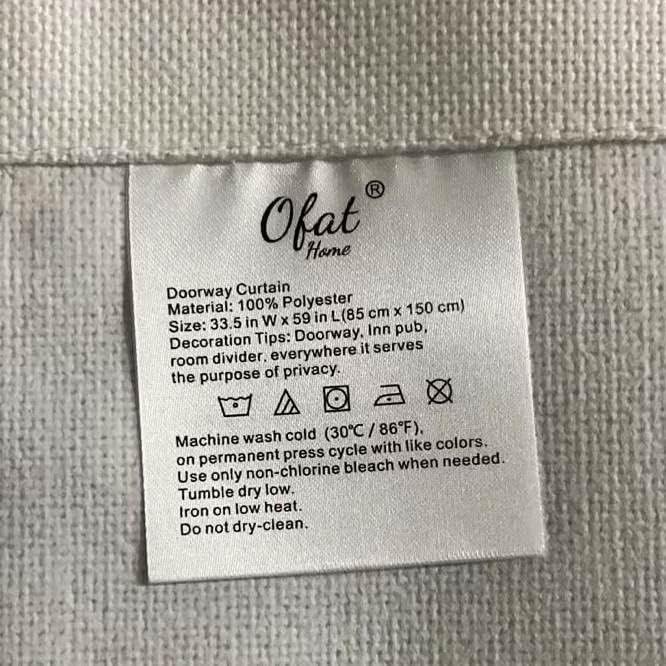 Ofat®
Home
Doorway Curtain
Material: 100% Polyester
Size: 33.5 in W x 59 in L(85 cm x 150 cm)
Decoration Tips: Doorway, Inn pub,
room divider, everywhere it serves
the purpose of privacy.
Machine wash cold (30℃ / 86℉),
on permanent press cycle with like colors.
Use only non-chlorine bleach when needed.
Tumble dry low.
Iron on low heat.
Do not dry-clean.